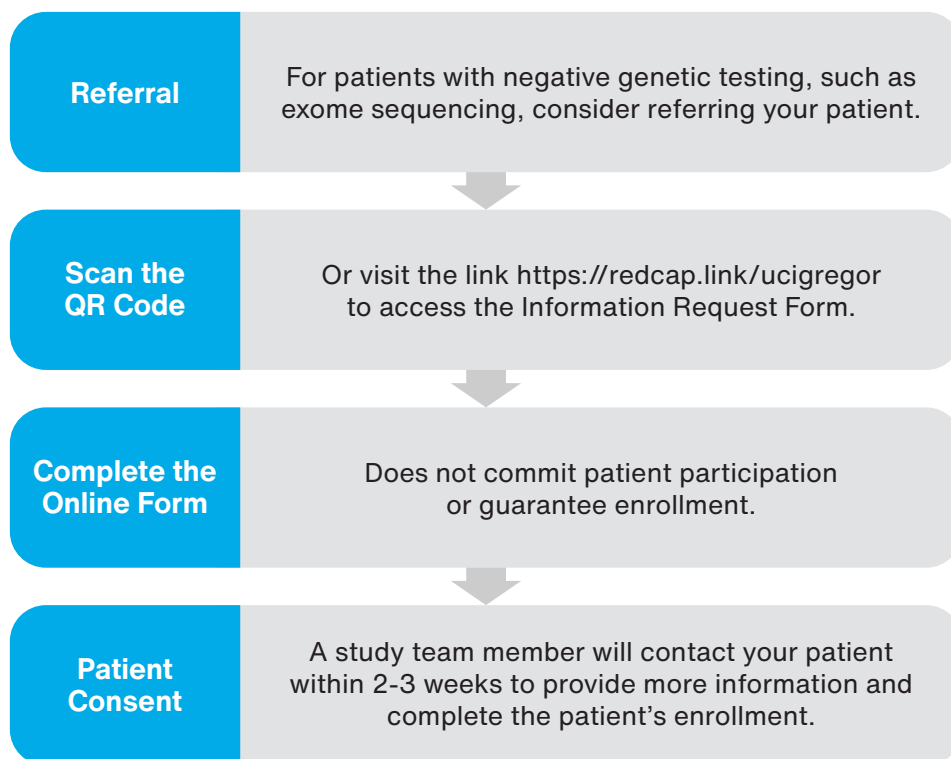 Referral
For patients with negative genetic testing, such as
exome sequencing, consider referring your patient.
Scan the
QR Code
Or visit the link https://redcap.link/ucigregor
to access the Information Request Form.
Complete the
Online Form
Does not commit patient participation
or guarantee enrollment.
Patient
Consent
A study team member will contact your patient
within 2-3 weeks to provide more information and
complete the patient’s enrollment.